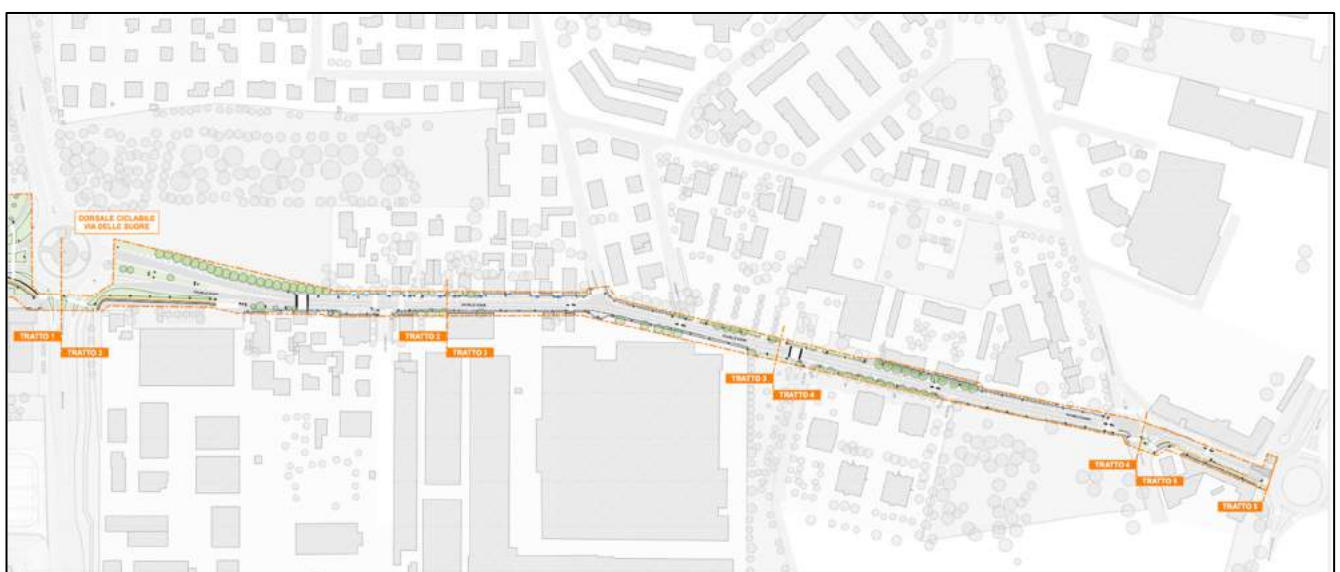 DORSALE CICLABILE
VIA DELLE SUORE
TRATTO 1
TRATTO 2
TRATTO 2
TRATTO 3
TRATTO 3
TRATTO 4
TRATTO 4
TRATTO 5
TRATTO 5